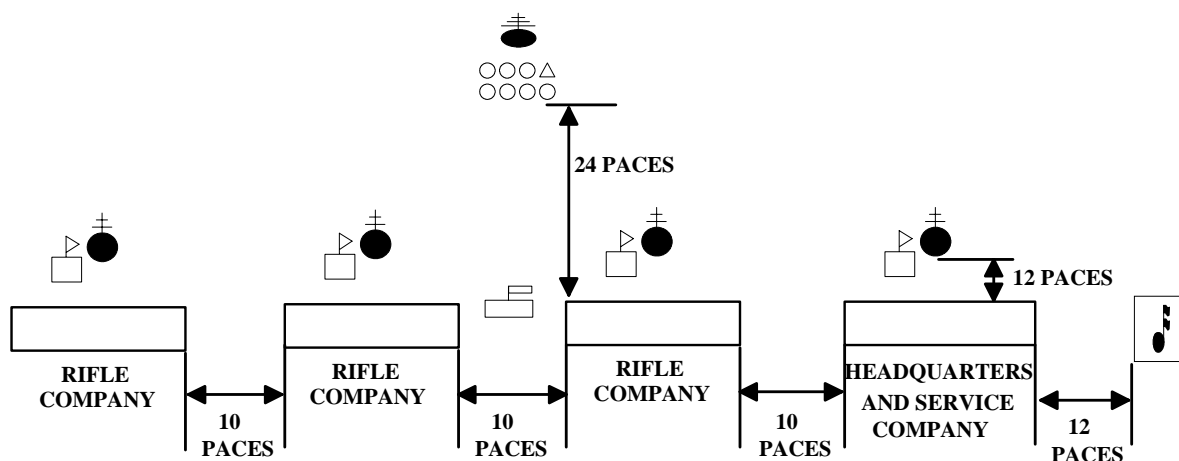 24 PACES
12 PACES
RIFLE
COMPANY
RIFLE
COMPANY
RIFLE
COMPANY
HEADQUARTERS
AND SERVICE
COMPANY
10
PACES
10
PACES
10
PACES
12
PACES